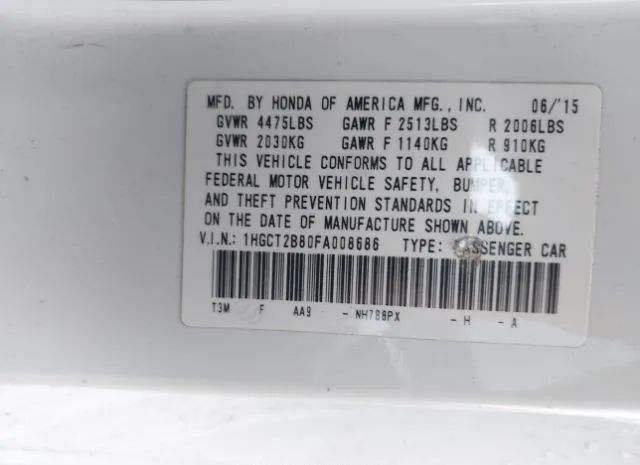 MFD. BY HONDA OF AMERICA MFG., INC. 06/'15
GVWR 4475LBS GAWR F 2513LBS R 2006LBS
GVWR 2030KG GAWR F 1140KG R 910KG
THIS VEHICLE CONFORMS TO ALL APPLICABLE
FEDERAL MOTOR VEHICLE SAFETY, BUMPER,
AND THEFT PREVENTION STANDARDS IN EFFECT
ON THE DATE OF MANUFACTURE SHOWN ABOVE.
V.I.N.: 1HGCT2B80FA008686 TYPE: PASSENGER CAR
T3M F AA9 - NH788PX - H - A